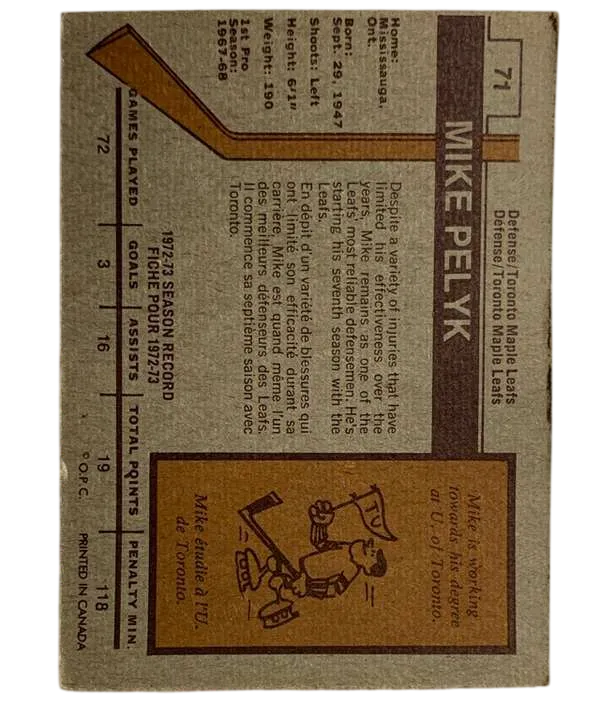 71
MIKE PELYK
Defense/Toronto Maple Leafs
Défense/Toronto Maple Leafs
Home:
Mississauga,
Ont.
Born:
Sept. 29, 1947
Shoots: Left
Height: 6'1"
Weight: 190
1st Pro
Season:
1967-68
Despite a variety of injuries that have
limited his effectiveness over the
years, Mike remains as one of the
Leafs' most reliable defensemen. He's
starting his seventh season with the
Leafs.
En dépit d'un variété de blessures qui
ont limité son efficacité durant sa
carrière, Mike est quand même l'un
des meilleurs défenseurs des Leafs.
Il commence sa septième saison avec
Toronto.
Mike is working
towards his degree
at U. of Toronto.
TU
Mike étudie à l'U.
de Toronto.
1972-73 SEASON RECORD
FICHE POUR 1972-73
GAMES PLAYED GOALS ASSISTS TOTAL POINTS PENALTY MIN.
72 3 16 19 118
© O.P.C. PRINTED IN CANADA